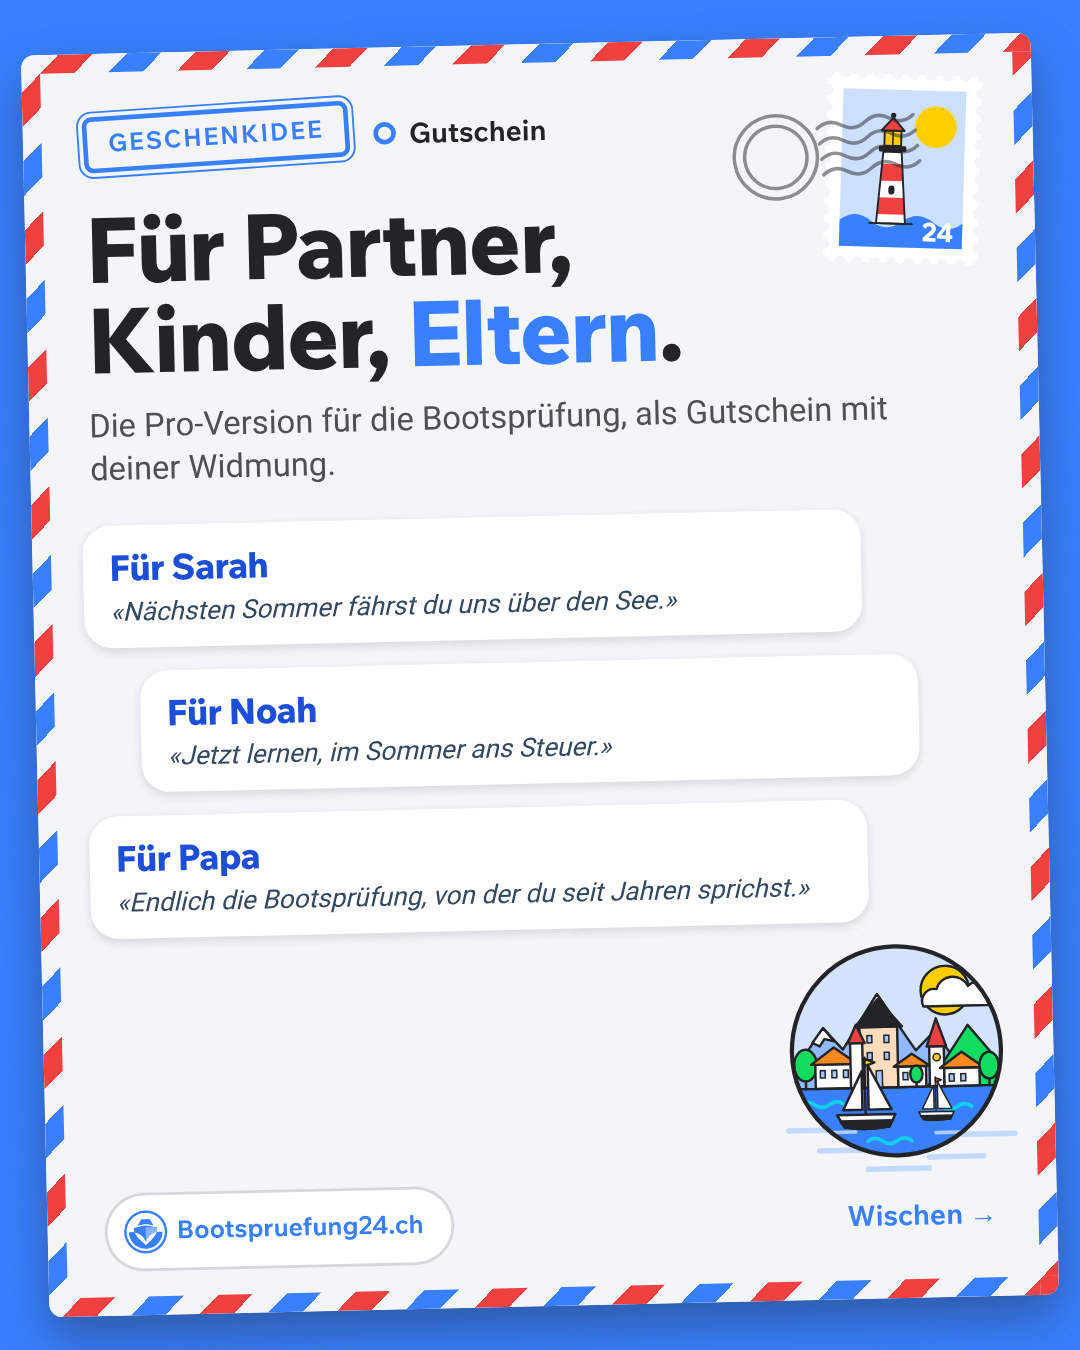 GESCHENKIDEE
Gutschein
24
Für Partner,
Kinder, Eltern.
Die Pro-Version für die Bootsprüfung, als Gutschein mit
deiner Widmung.
Für Sarah
«Nächsten Sommer fährst du uns über den See.»
Für Noah
«Jetzt lernen, im Sommer ans Steuer.»
Für Papa
«Endlich die Bootsprüfung, von der du seit Jahren sprichst.»
Bootspruefung24.ch
Wischen →